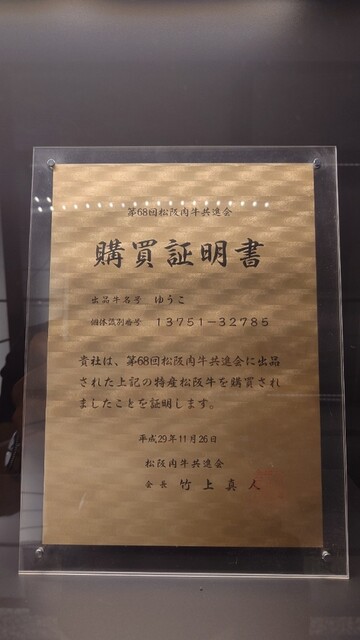 第68回松阪肉牛共進会
購買証明書
出品牛名号 ゆうこ
個体識別番号 13751-32785
貴社は、第68回松阪肉牛共進会に出品
された上記の特産松阪牛を購買され
ましたことを証明します。
平成29年11月26日
松阪肉牛共進会
会長 竹上真人